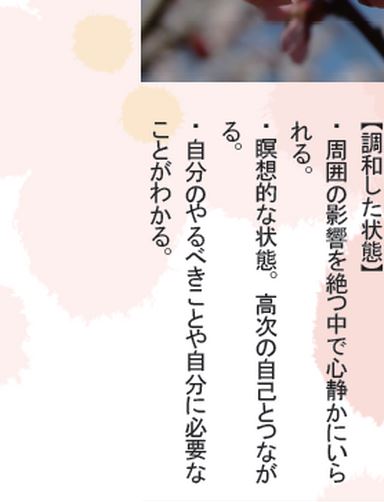 【調和した状態】
・周囲の影響を絶つ中で心静かにいら
れる。
・瞑想的な状態。高次の自己とつなが
る。
・自分のやるべきことや自分に必要な
ことがわかる。